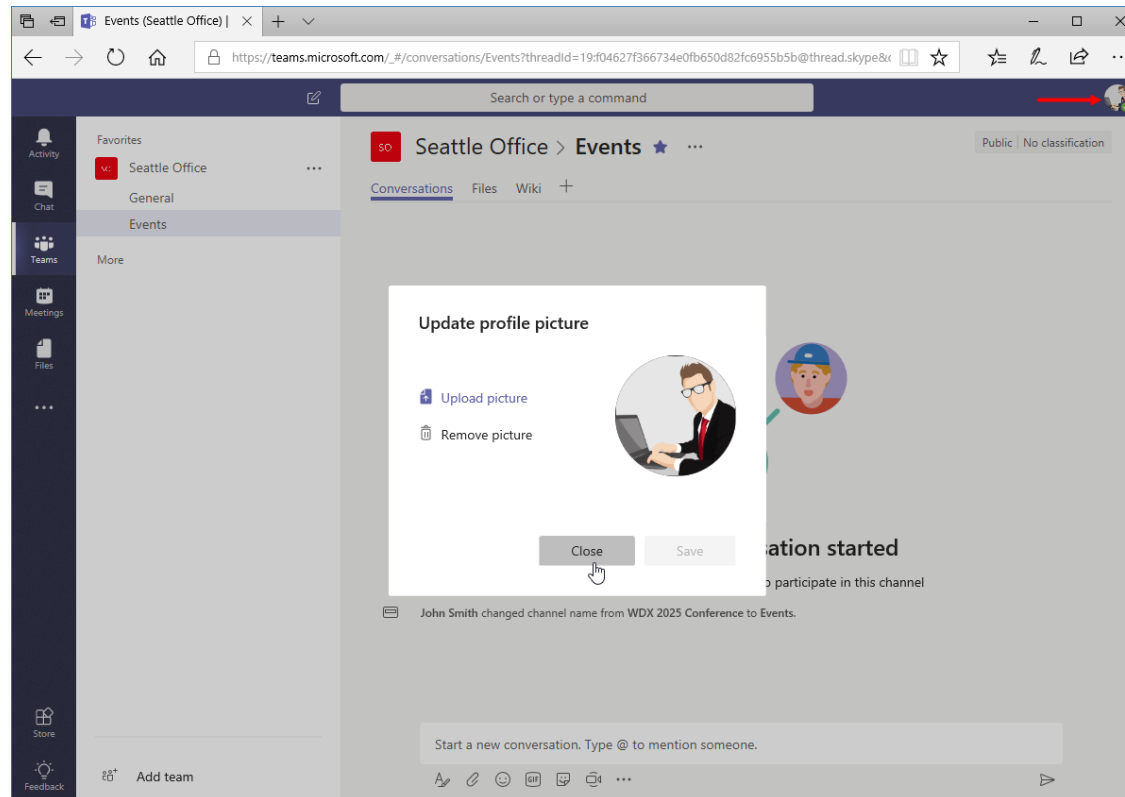 Events (Seattle Office) |
https://teams.microsoft.com/_#/conversations/Events?threadId=19:f04627f366734e0fb650d82fc6955b5b@thread.skype&c
Search or type a command
Activity
Chat
Teams
Meetings
Files
Store
Feedback
Favorites
Seattle Office
General
Events
More
Add team
SO
Seattle Office > Events
Public
No classification
Conversations Files Wiki
Update profile picture
Upload picture
Remove picture
Close
Save
ation started
participate in this channel
John Smith changed channel name from WDX 2025 Conference to Events.
Start a new conversation. Type @ to mention someone.
GIF